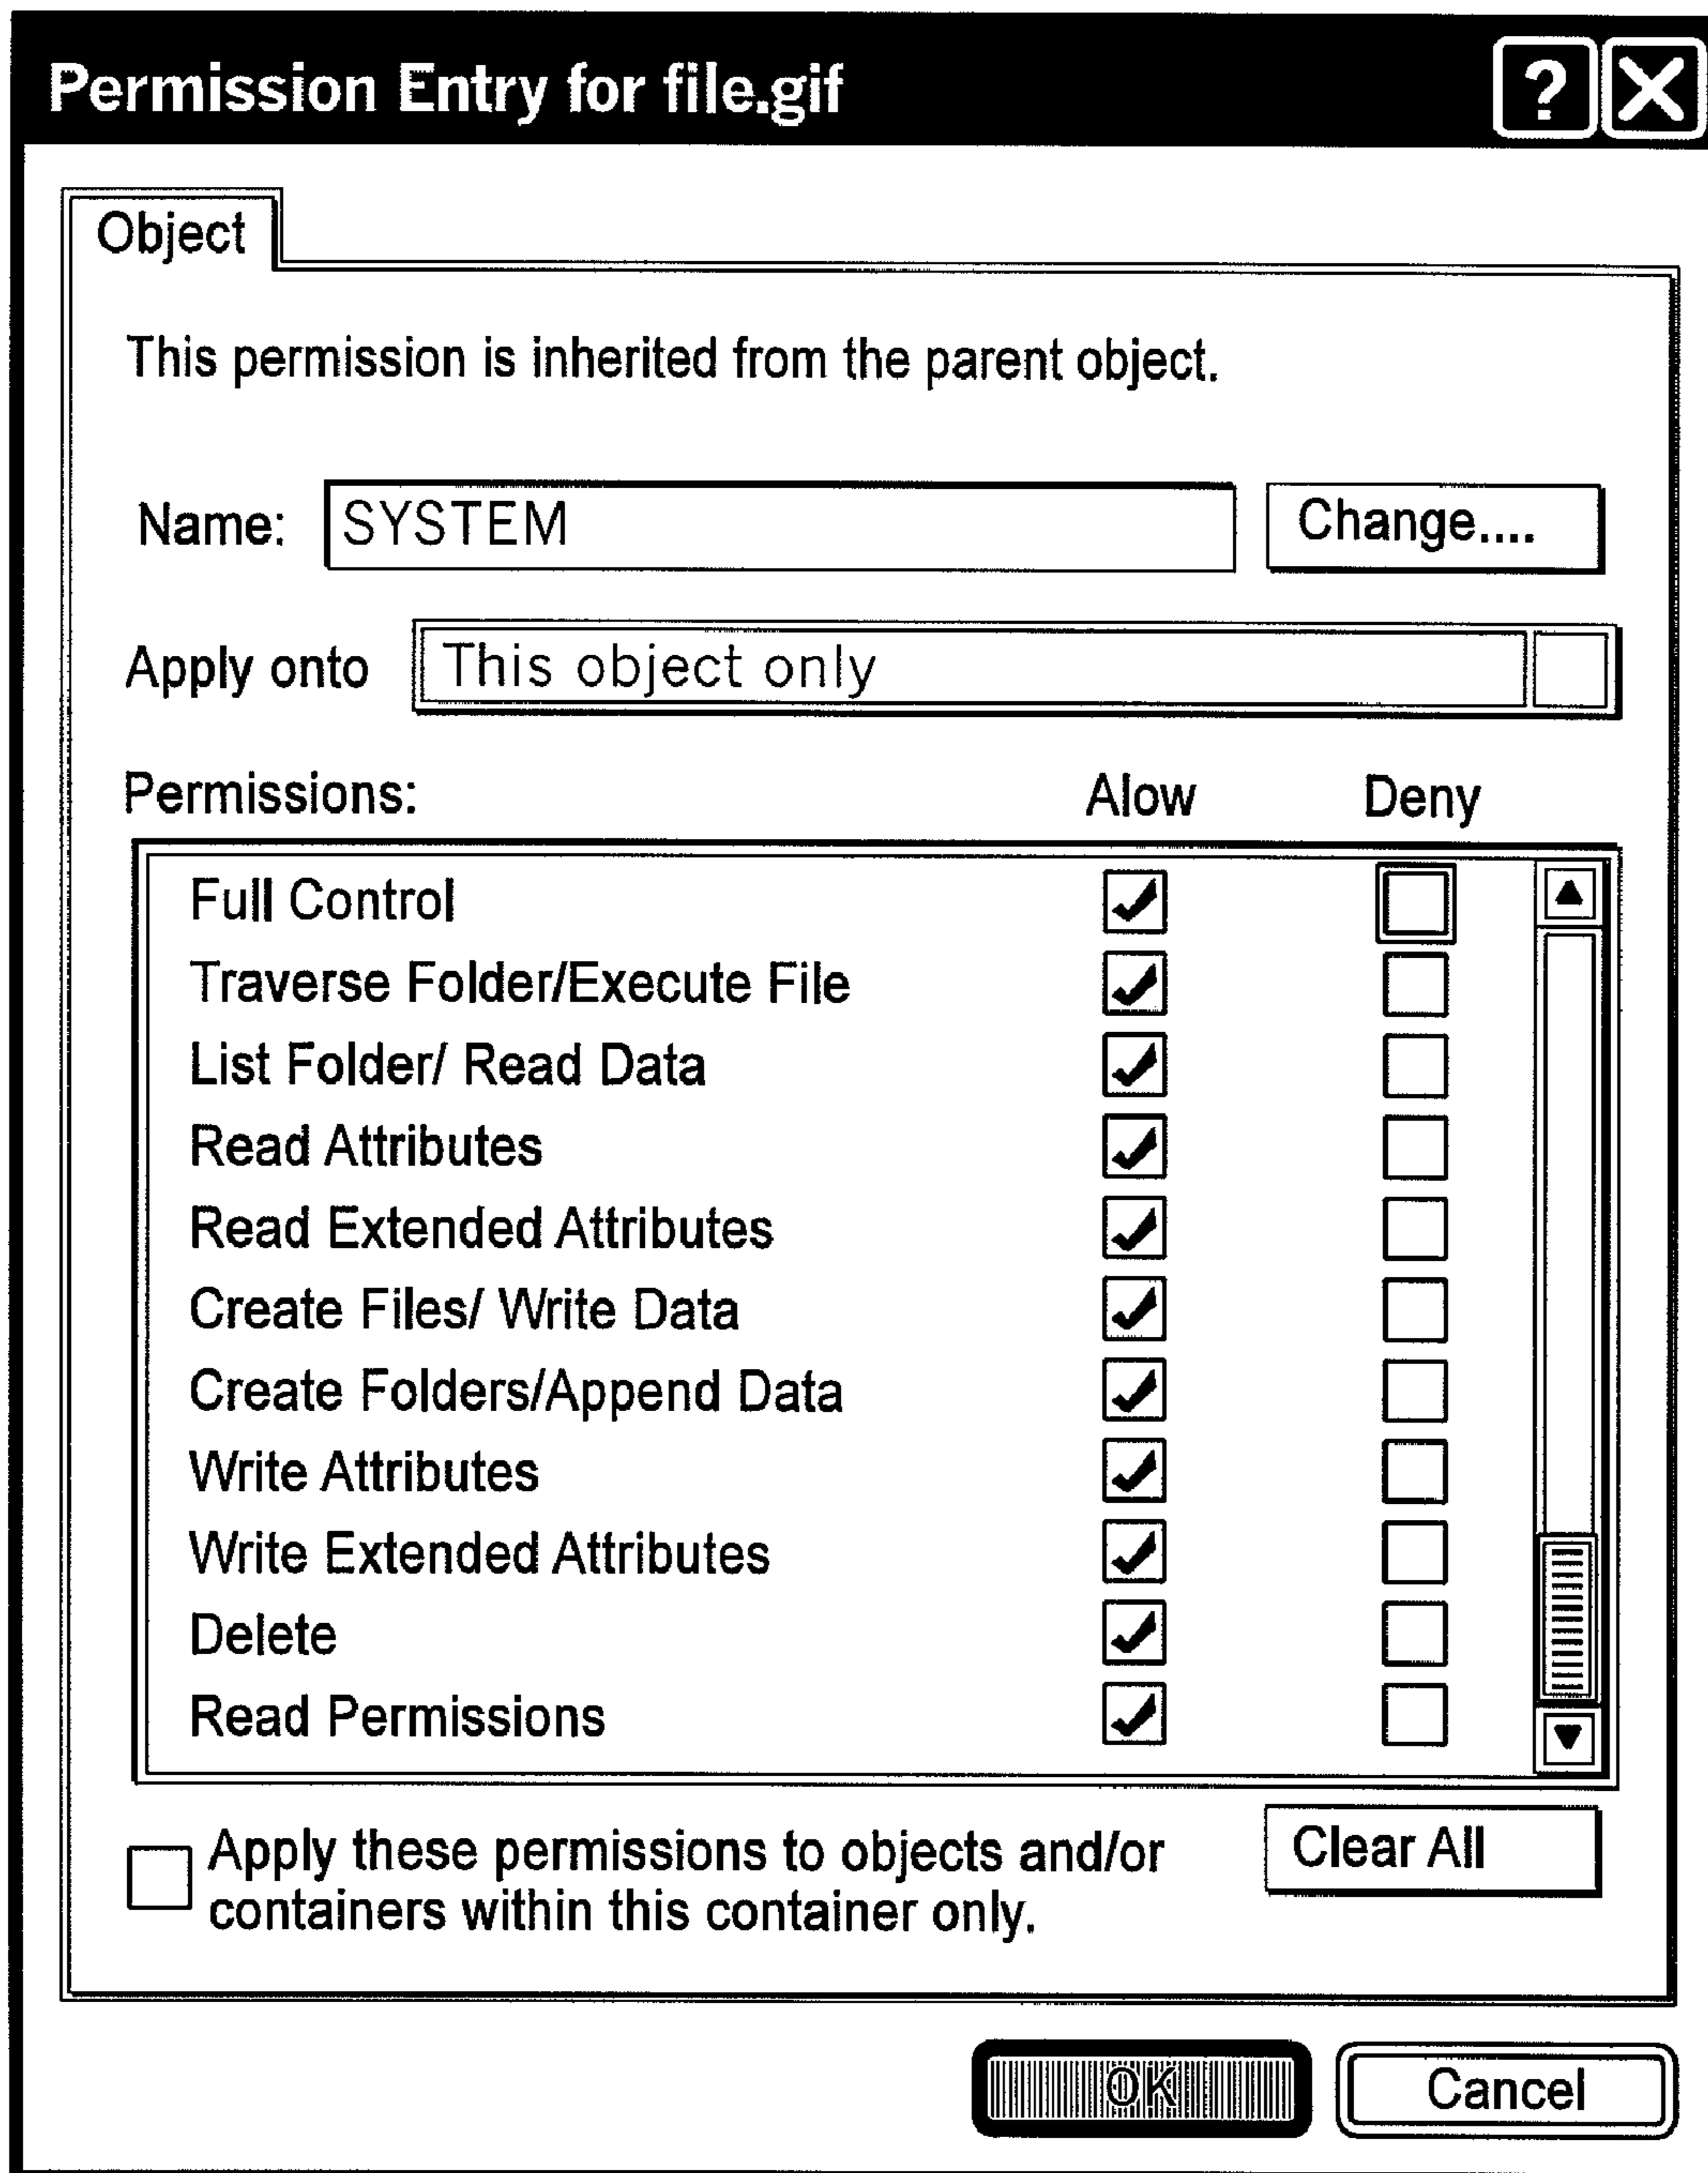 Permission Entry for file.gif ? X
Object
This permission is inherited from the parent object.
Name: SYSTEM Change....
Apply onto This object only
Permissions: Alow Deny
Full Control
Traverse Folder/Execute File
List Folder/ Read Data
Read Attributes
Read Extended Attributes
Create Files/ Write Data
Create Folders/Append Data
Write Attributes
Write Extended Attributes
Delete
Read Permissions
Apply these permissions to objects and/or Clear All
containers within this container only.
OK Cancel